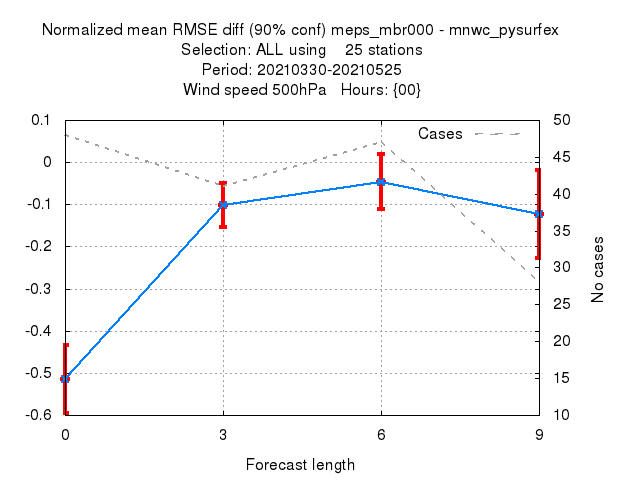 Normalized mean RMSE diff (90% conf) meps_mbr000 - mnwc_pysurfex
Selection: ALL using    25 stations
Period: 20210330-20210525
Wind speed 500hPa   Hours: {00}
0.1
0
-0.1
-0.2
-0.3
-0.4
-0.5
-0.6
Cases
50
45
40
35
30
25
20
15
10
No cases
0 3 6 9
Forecast length